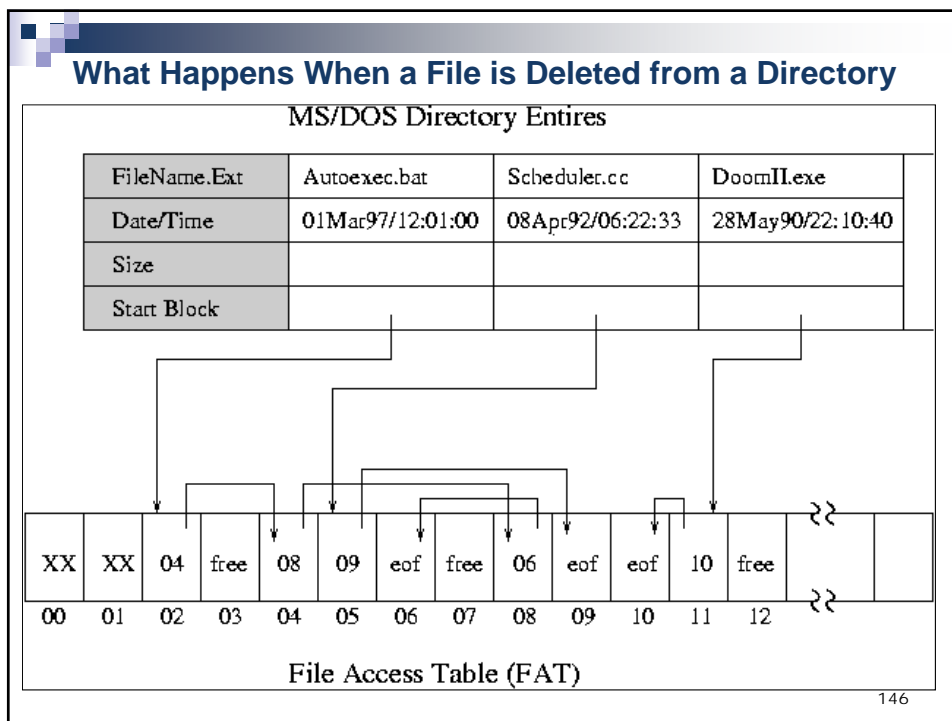 What Happens When a File is Deleted from a Directory
MS/DOS Directory Entires
FileName.Ext Autoexec.bat Scheduler.cc DoomII.exe
Date/Time 01Mar97/12:01:00 08Apr92/06:22:33 28May90/22:10:40
Size
Start Block
XX XX 04 free 08 09 eof free 06 eof eof 10 free
00 01 02 03 04 05 06 07 08 09 10 11 12
File Access Table (FAT)
146